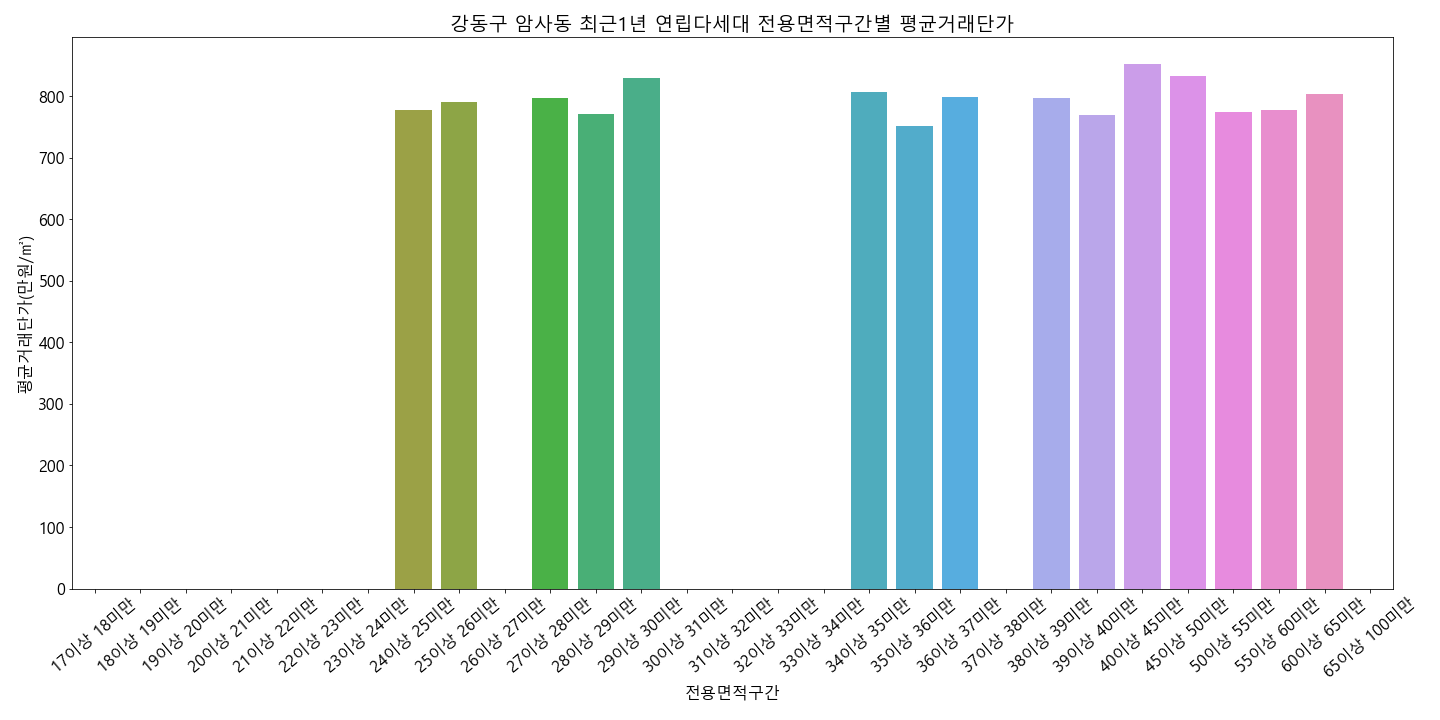 강동구 암사동 최근1년 연립다세대 전용면적구간별 평균거래단가
평균거래단가(만원/㎡)
800
700
600
500
400
300
200
100
0
17이상 18미만
18이상 19미만
19이상 20미만
20이상 21미만
21이상 22미만
22이상 23미만
23이상 24미만
24이상 25미만
25이상 26미만
26이상 27미만
27이상 28미만
28이상 29미만
29이상 30미만
30이상 31미만
31이상 32미만
32이상 33미만
33이상 34미만
34이상 35미만
35이상 36미만
36이상 37미만
37이상 38미만
38이상 39미만
39이상 40미만
40이상 45미만
45이상 50미만
50이상 55미만
55이상 60미만
60이상 65미만
65이상 100미만
전용면적구간